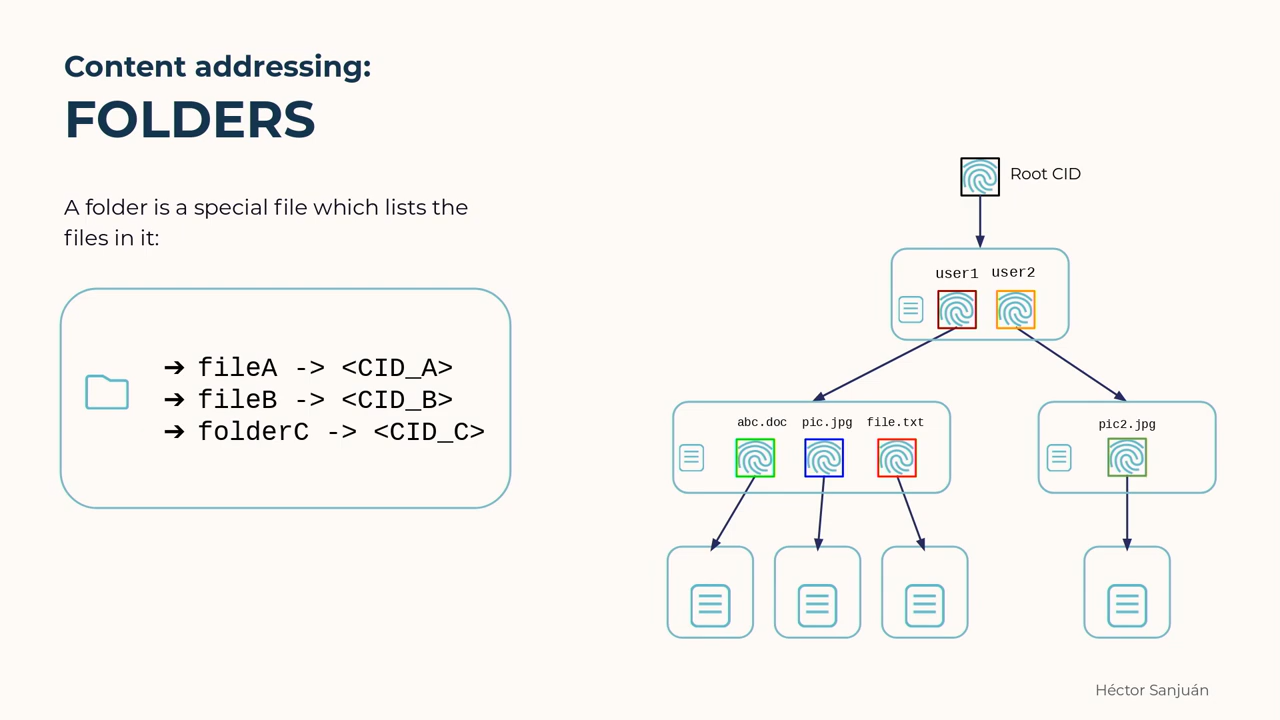 Content addressing:
FOLDERS
A folder is a special file which lists the
files in it:
➔ fileA -> <CID_A>
➔ fileB -> <CID_B>
➔ folderC -> <CID_C>
Root CID
user1 user2
abc.doc pic.jpg file.txt
pic2.jpg
Héctor Sanjuán